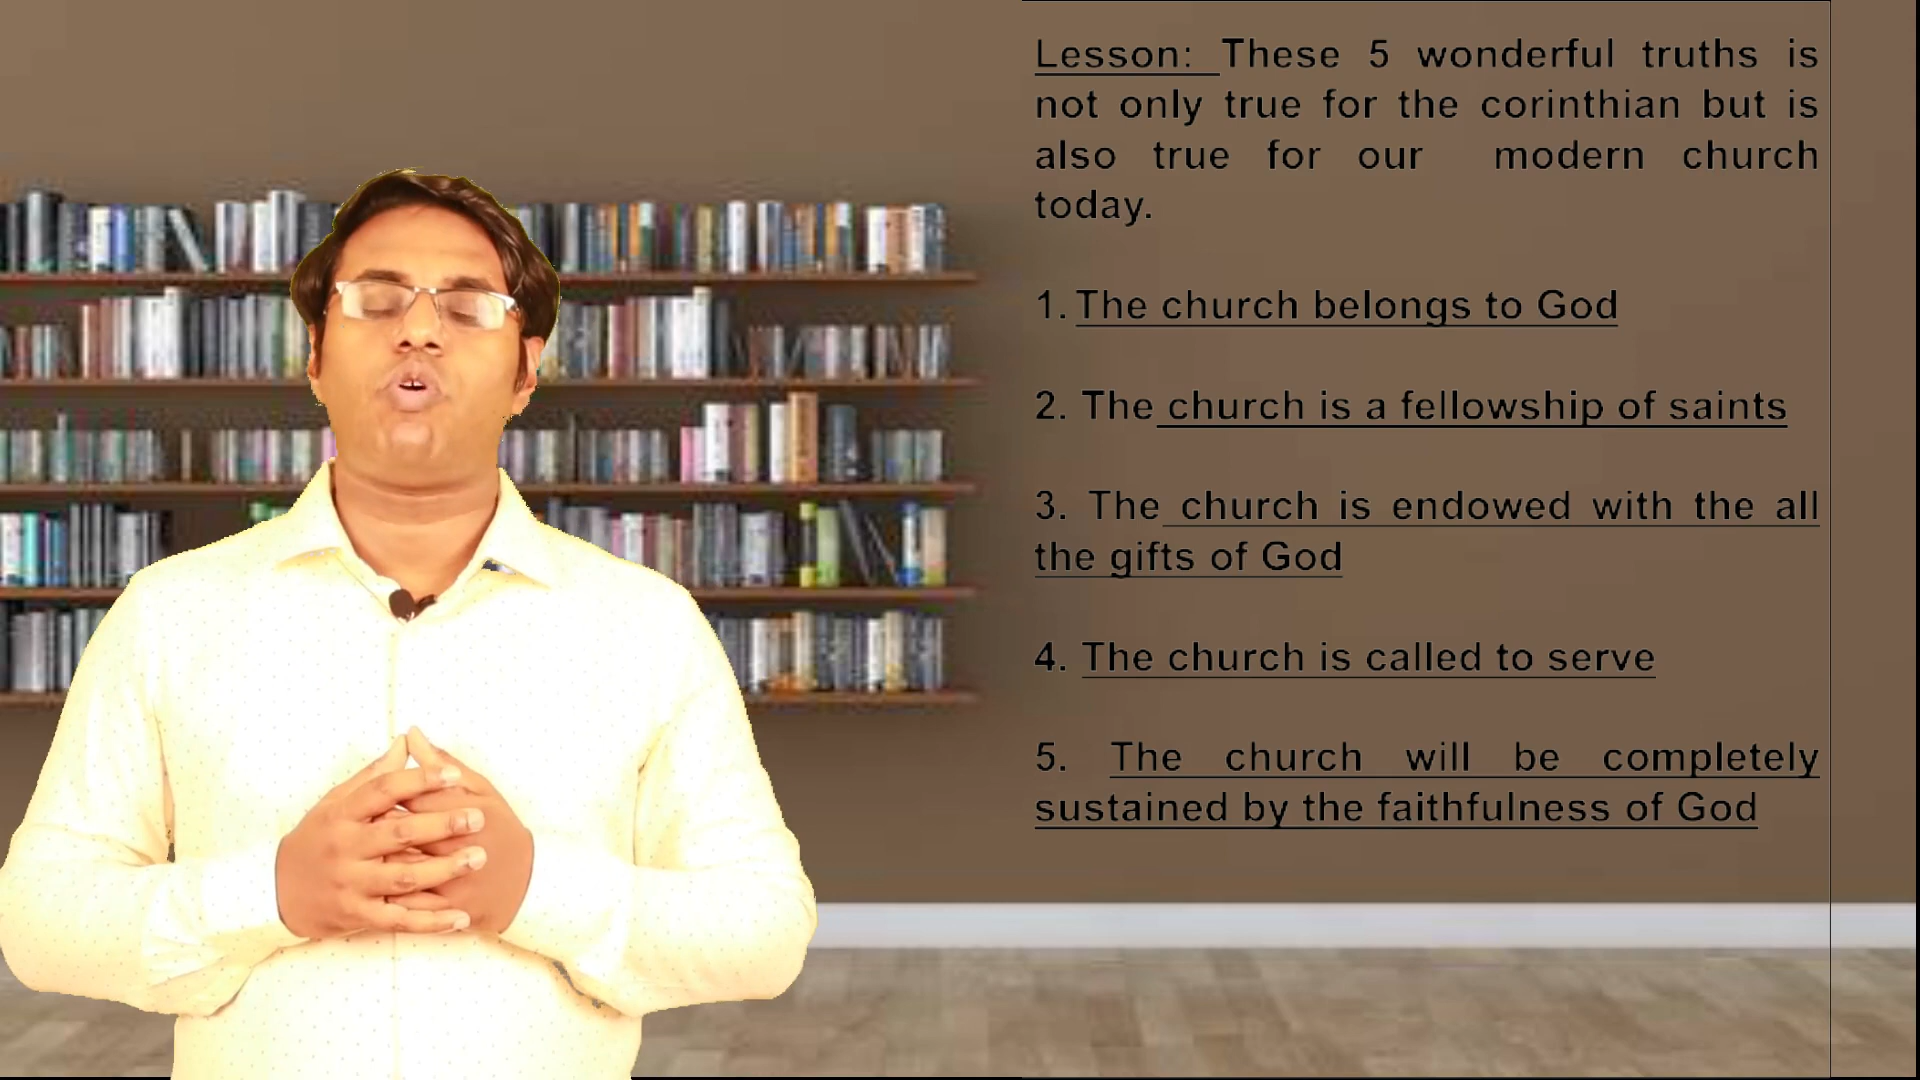 Lesson: These 5 wonderful truths is
not only true for the corinthian but is
also true for our modern church
today.
1. The church belongs to God
2. The church is a fellowship of saints
3. The church is endowed with the all
the gifts of God
4. The church is called to serve
5. The church will be completely
sustained by the faithfulness of God